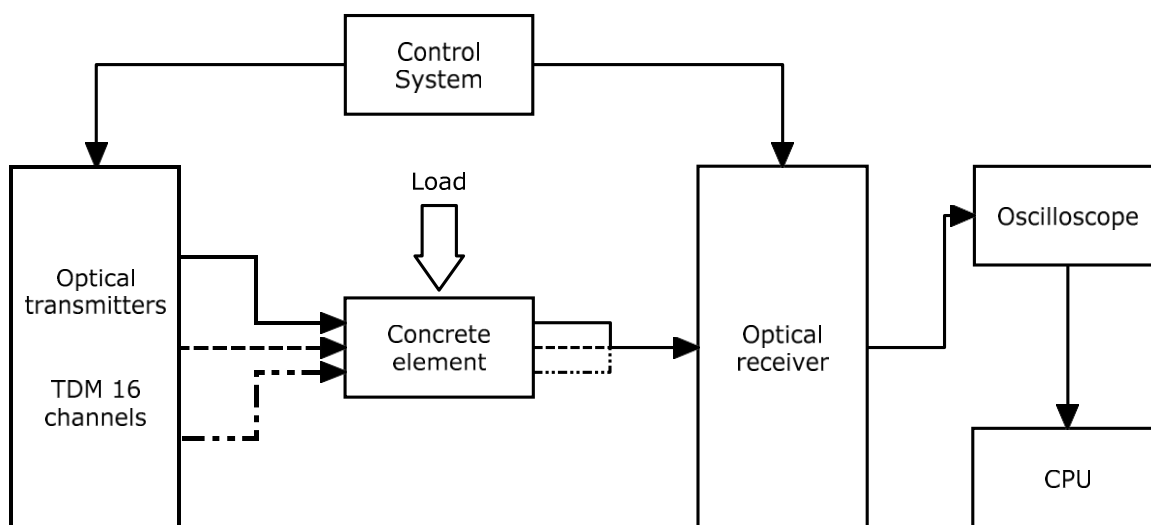 Control
System
Load
Optical
transmitters
TDM 16
channels
Concrete
element
Optical
receiver
Oscilloscope
CPU